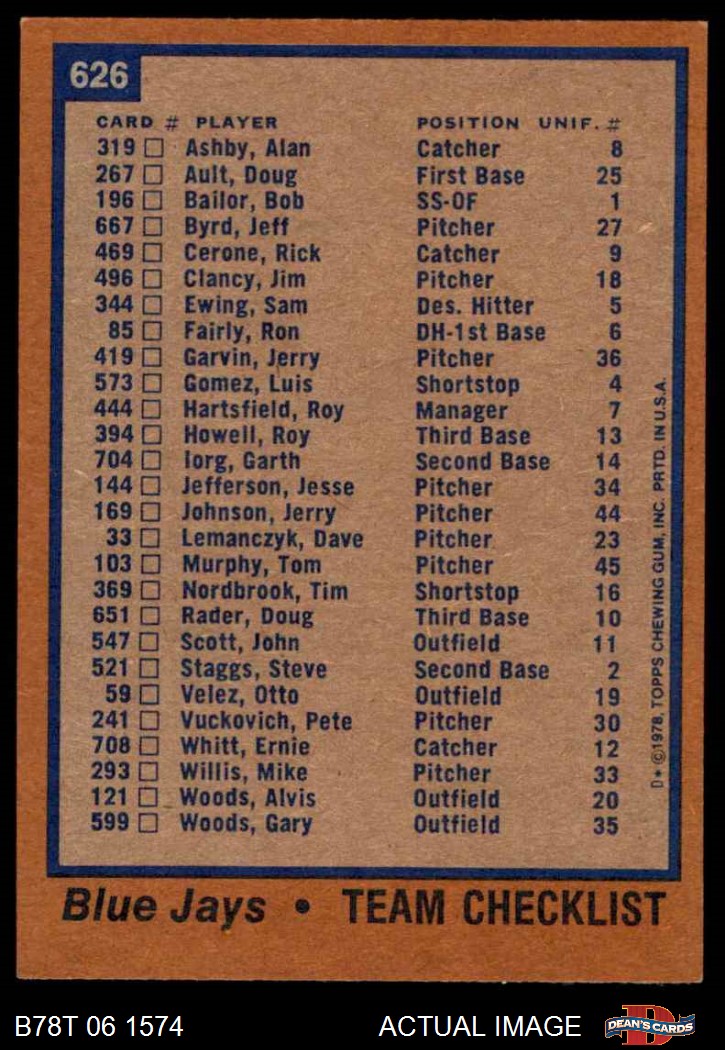 626
CARD # PLAYER POSITION UNIF. #
319 Ashby, Alan Catcher 8
267 Ault, Doug First Base 25
196 Bailor, Bob SS-OF 1
667 Byrd, Jeff Pitcher 27
469 Cerone, Rick Catcher 9
496 Clancy, Jim Pitcher 18
344 Ewing, Sam Des. Hitter 5
85 Fairly, Ron DH-1st Base 6
419 Garvin, Jerry Pitcher 36
573 Gomez, Luis Shortstop 4
444 Hartsfield, Roy Manager 7
394 Howell, Roy Third Base 13
704 Iorg, Garth Second Base 14
144 Jefferson, Jesse Pitcher 34
169 Johnson, Jerry Pitcher 44
33 Lemanczyk, Dave Pitcher 23
103 Murphy, Tom Pitcher 45
369 Nordbrook, Tim Shortstop 16
651 Rader, Doug Third Base 10
547 Scott, John Outfield 11
521 Staggs, Steve Second Base 2
59 Velez, Otto Outfield 19
241 Vuckovich, Pete Pitcher 30
708 Whitt, Ernie Catcher 12
293 Willis, Mike Pitcher 33
121 Woods, Alvis Outfield 20
599 Woods, Gary Outfield 35
D* © 1978, TOPPS CHEWING GUM, INC. PRTD. IN U.S.A.
Blue Jays • TEAM CHECKLIST
B78T 06 1574 ACTUAL IMAGE
D
DEAN'S CARDS